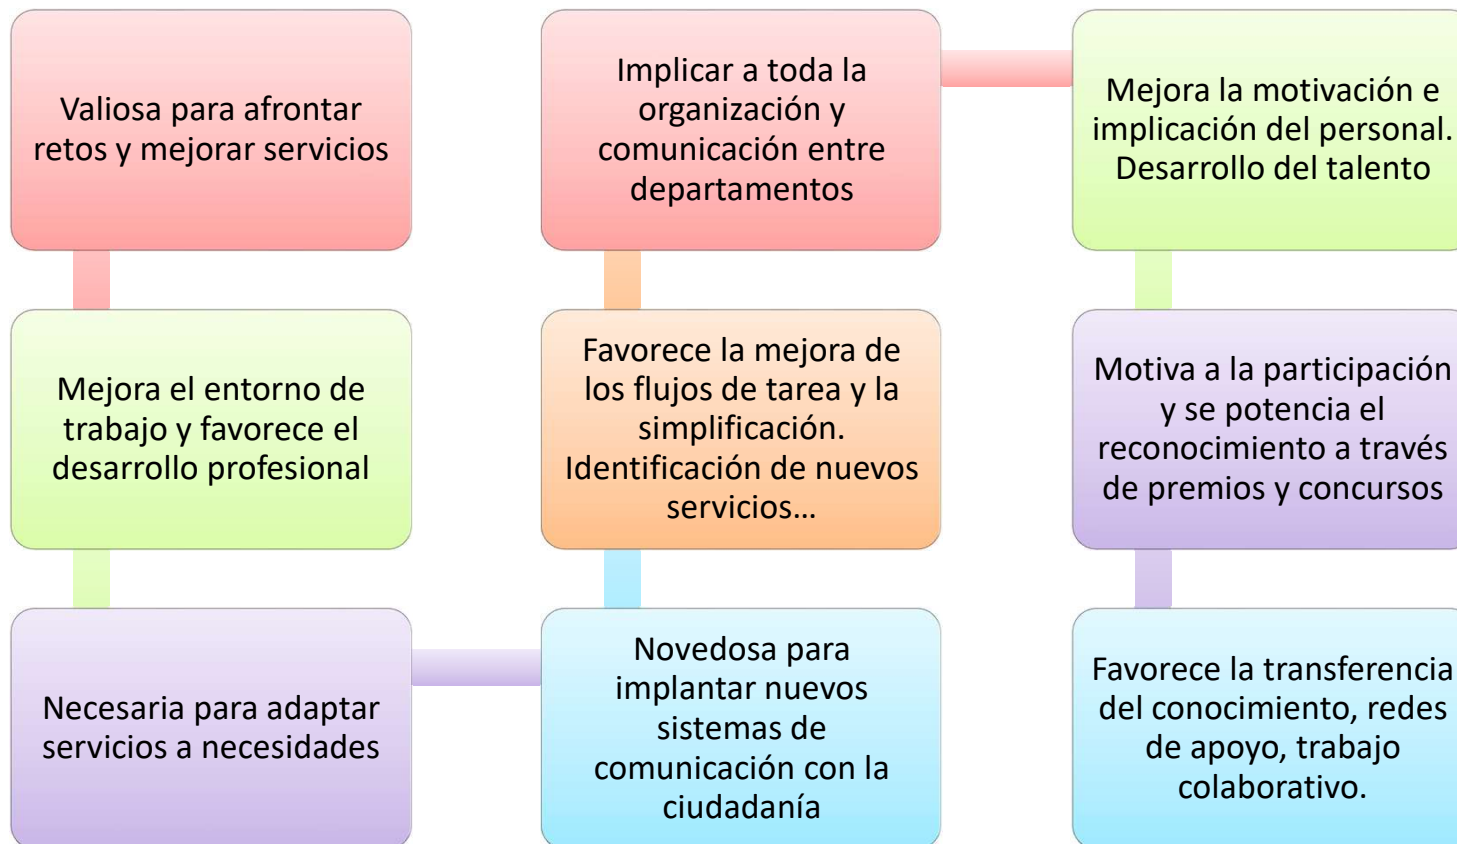 Valiosa para afrontar
retos y mejorar servicios
Mejora el entorno de
trabajo y favorece el
desarrollo profesional
Necesaria para adaptar
servicios a necesidades
Novedosa para
implantar nuevos
sistemas de
comunicación con la
ciudadanía
Favorece la mejora de
los flujos de tarea y la
simplificación.
Identificación de nuevos
servicios...
Implicar a toda la
organización y
comunicación entre
departamentos
Mejora la motivación e
implicación del personal.
Desarrollo del talento
Motiva a la participación
y se potencia el
reconocimiento a través
de premios y concursos
Favorece la transferencia
del conocimiento, redes
de apoyo, trabajo
colaborativo.